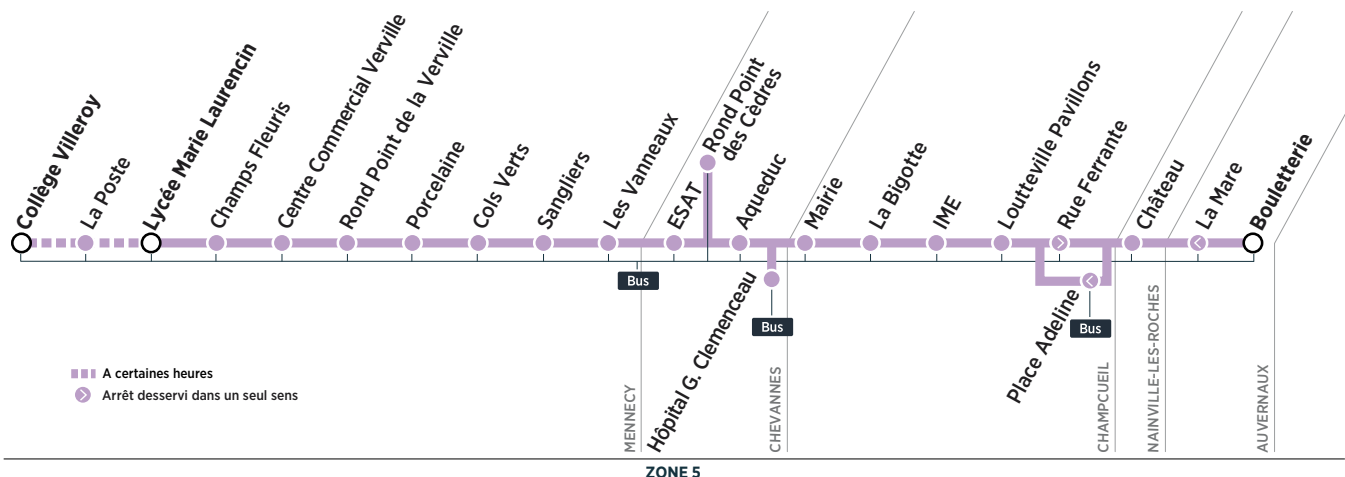 Collège Villeroy
La Poste
Lycée Marie Laurencin
Champs Fleuris
Centre Commercial Verville
Rond Point de la Verville
Porcelaine
Cols Verts
Sangliers
Les Vanneaux
ESAT
Rond Point
des Cèdres
Aqueduc
Mairie
La Bigotte
IME
Loutteville Pavillons
Rue Ferrante
Château
La Mare
Bouletterie
Bus
Hôpital G. Clemenceau
Bus
Place Adeline
Bus
A certaines heures
Arrêt desservi dans un seul sens
MENNECY
CHEVANNES
CHAMPCUEIL
NAINVILLE-LES-ROCHES
AUVERNAUX
ZONE 5